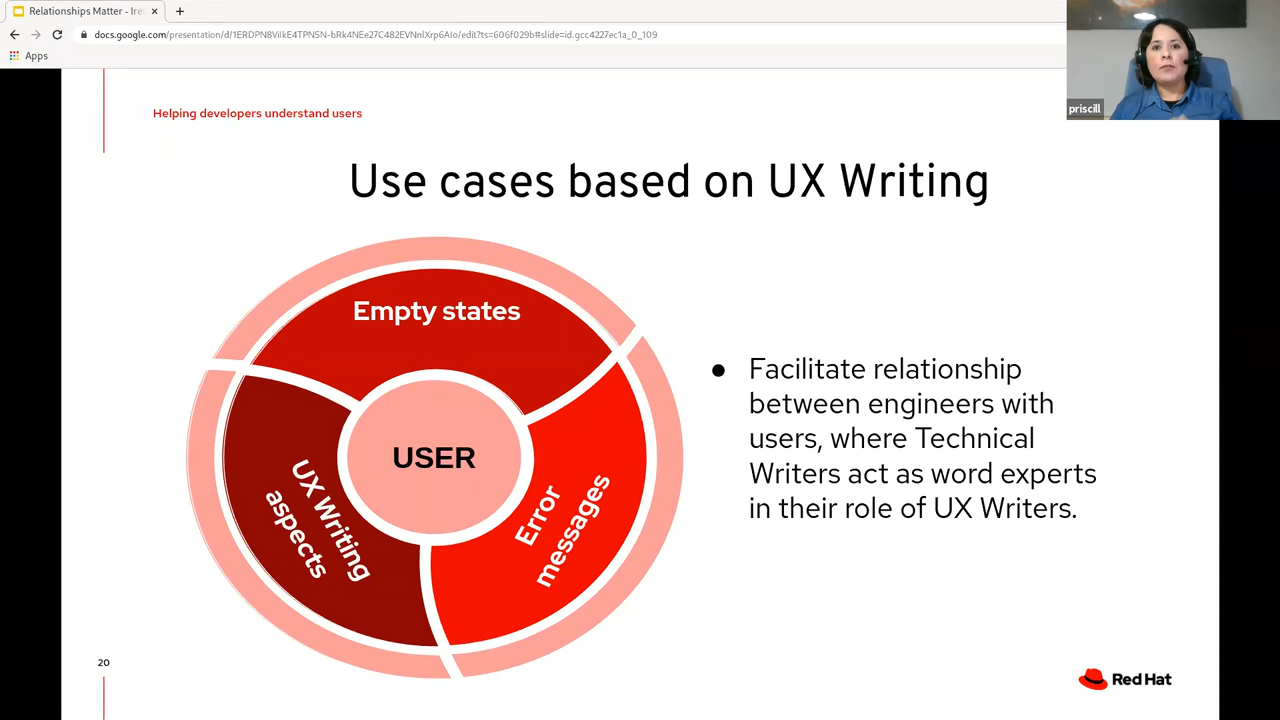 Relationships Matter - Ire
Apps
docs.google.com/presentation/d/1ERDPN8ViIkE4TPN5N-bRk4NEe27C482EVNnlXrp6AIo/edit?ts=606f029b#slide=id.gcc4227ec1a_0_109
priscill
Helping developers understand users
Use cases based on UX Writing
Empty states
USER
UX Writing
aspects
Error
messages
● Facilitate relationship
between engineers with
users, where Technical
Writers act as word experts
in their role of UX Writers.
20
Red Hat